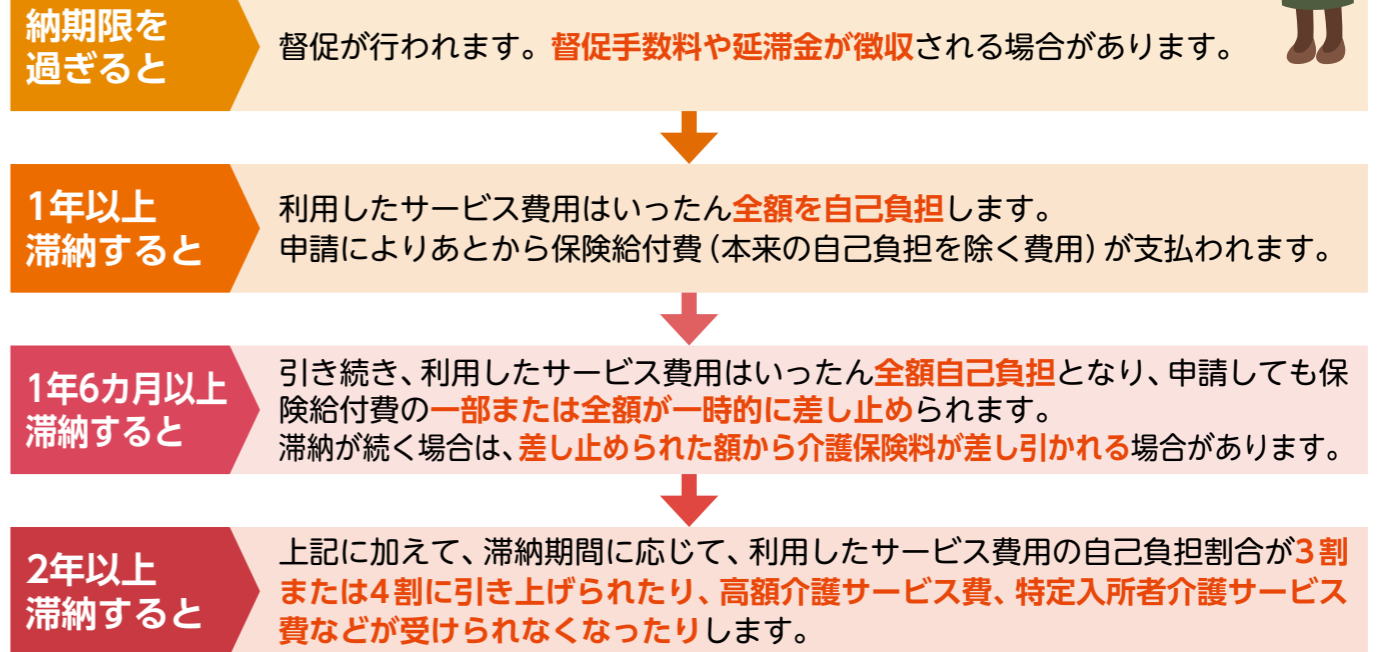 納期限を
過ぎると
督促が行われます。督促手数料や延滞金が徴収される場合があります。
1年以上
滞納すると
利用したサービス費用はいったん全額を自己負担します。
申請によりあとから保険給付費(本来の自己負担を除く費用)が支払われます。
1年6カ月以上
滞納すると
引き続き、利用したサービス費用はいったん全額自己負担となり、申請しても保
険給付費の一部または全額が一時的に差し止められます。
滞納が続く場合は、差し止められた額から介護保険料が差し引かれる場合があります。
2年以上
滞納すると
上記に加えて、滞納期間に応じて、利用したサービス費用の自己負担割合が3割
または4割に引き上げられたり、高額介護サービス費、特定入所者介護サービス
費などが受けられなくなったりします。